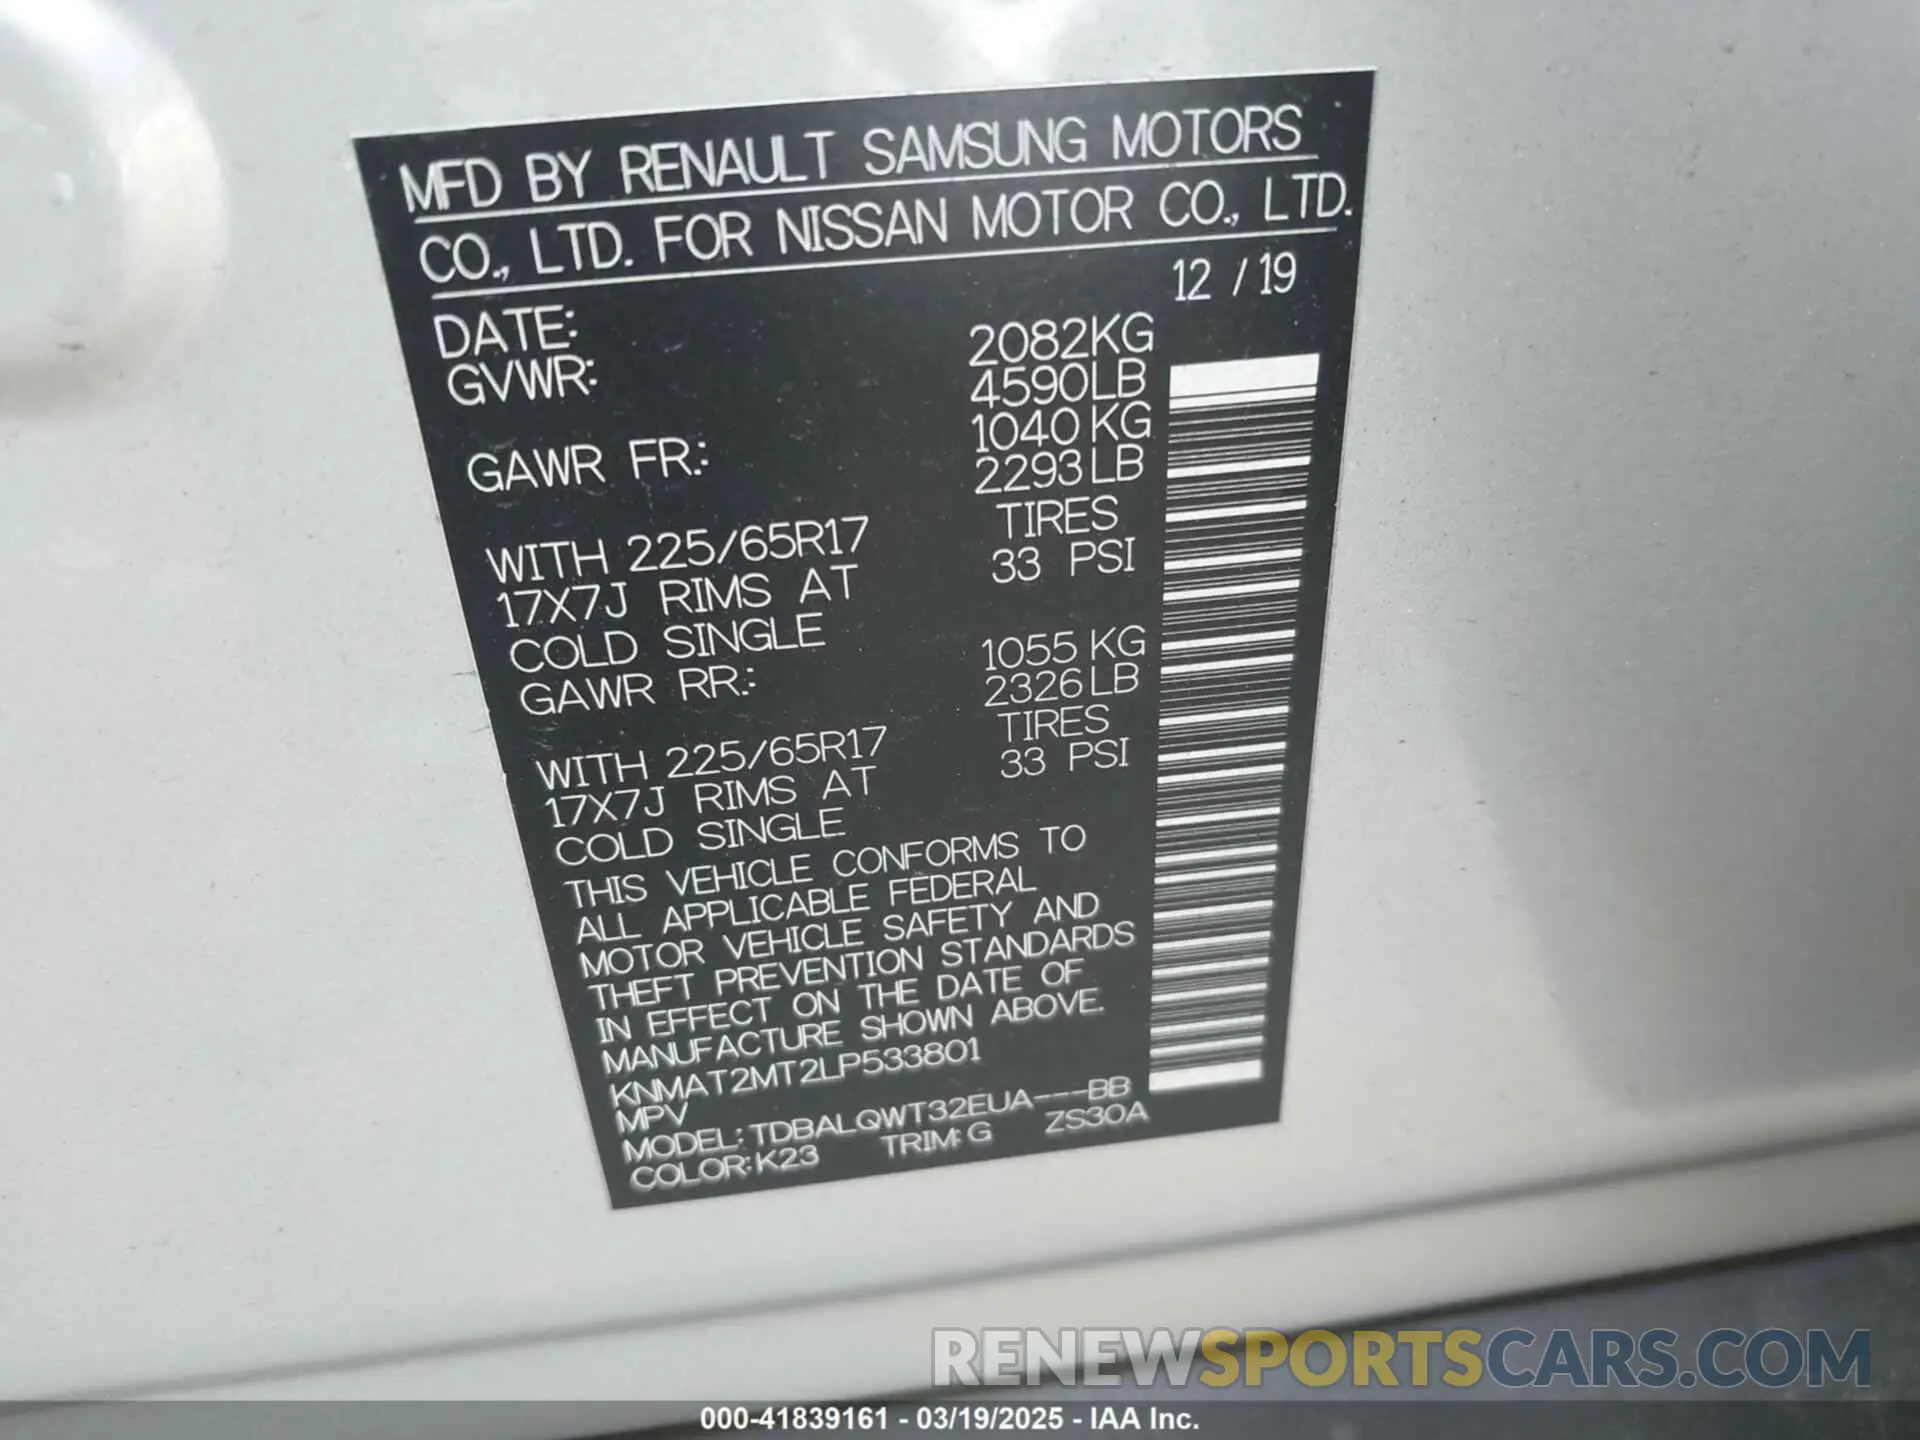 MFD BY RENAULT SAMSUNG MOTORS
CO., LTD. FOR NISSAN MOTOR CO., LTD.
DATE: 12 / 19
GVWR: 2082KG
4590LB
GAWR FR.: 1040 KG
2293 LB
WITH 225/65R17 TIRES
17X7J RIMS AT 33 PSI
COLD SINGLE
GAWR RR.: 1055 KG
2326 LB
WITH 225/65R17 TIRES
17X7J RIMS AT 33 PSI
COLD SINGLE
THIS VEHICLE CONFORMS TO
ALL APPLICABLE FEDERAL
MOTOR VEHICLE SAFETY AND
THEFT PREVENTION STANDARDS
IN EFFECT ON THE DATE OF
MANUFACTURE SHOWN ABOVE.
KNMAT2MT2LP533801
MPV
MODEL: TDBALQWT32EUA---BB
COLOR: K23 TRIM: G ZS30A
RENEWSPORTSCARS.COM
000-41839161 - 03/19/2025 - IAA Inc.